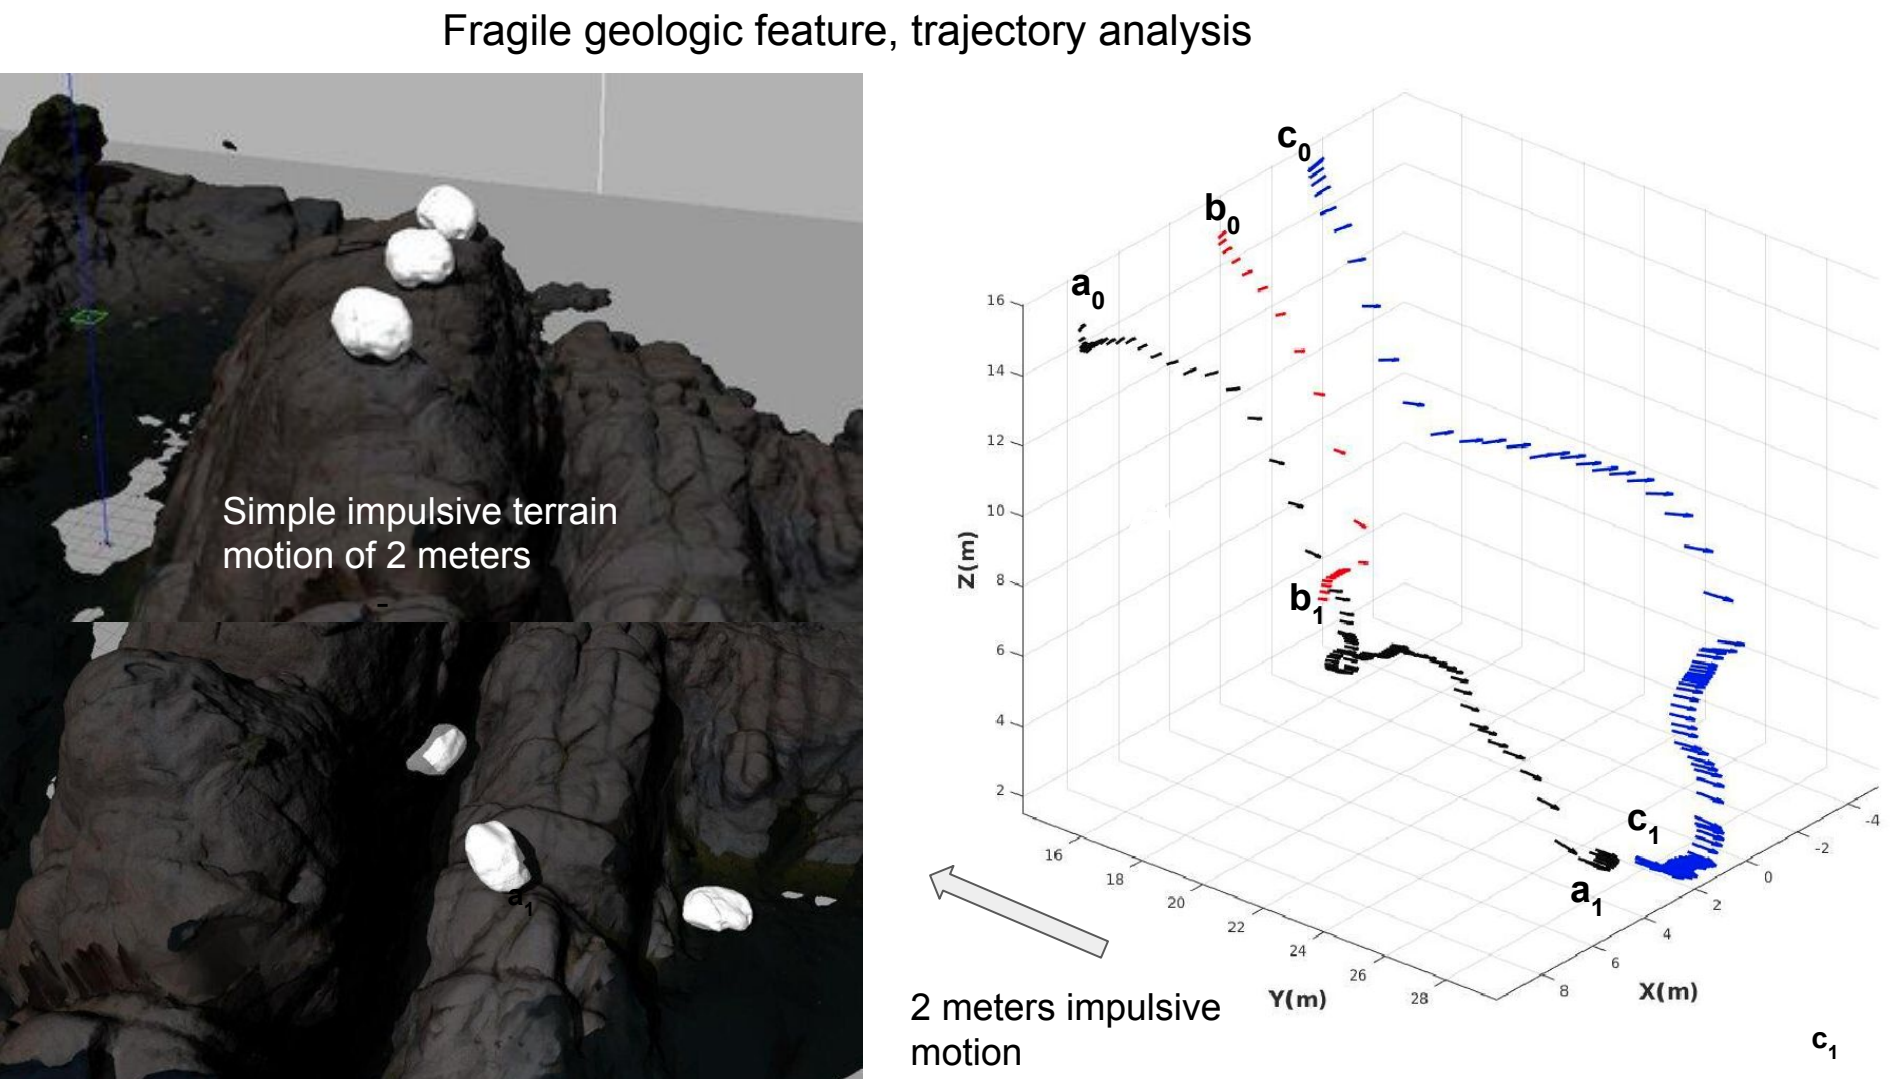 Fragile geologic feature, trajectory analysis
Simple impulsive terrain
motion of 2 meters
-
a1
c0
b0
a0
16
14
12
10
8
6
4
2
Z(m)
b1
c1
a1
16
18
20
22
24
26
28
Y(m)
8
6
4
2
0
-2
-4
X(m)
2 meters impulsive
motion
c1